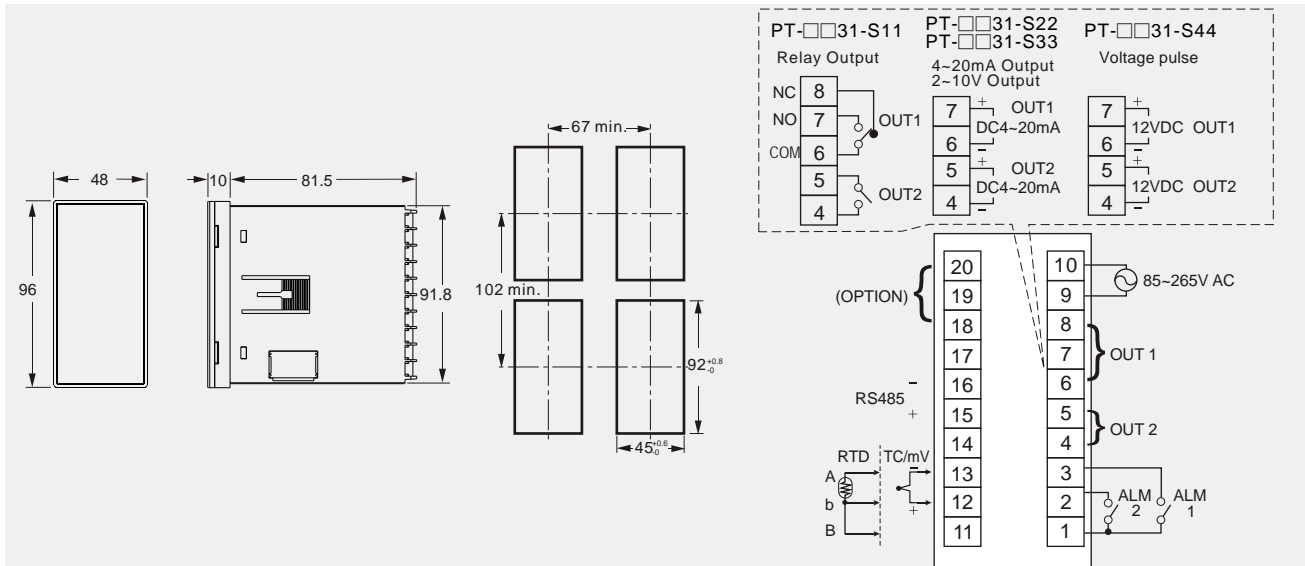 48
96
10
81.5
91.8
67 min.
102 min.
92 +0.8 -0
45 +0.6 -0
PT-□□31-S11
Relay Output
NC 8
NO 7
COM 6
5
4
OUT1
OUT2
PT-□□31-S22
PT-□□31-S33
4~20mA Output
2~10V Output
7 + OUT1
DC4~20mA
6 -
5 + OUT2
DC4~20mA
4 -
PT-□□31-S44
Voltage pulse
7 +
12VDC OUT1
6 -
5 +
12VDC OUT2
4 -
(OPTION)
20
19
18
17
RS485
- 16
+ 15
14
13
12
11
RTD
A
b
B
TC/mV
-
+
10
9
8
7
6
5
4
3
2
1
85~265V AC
OUT 1
OUT 2
ALM
2
ALM
1